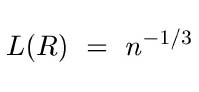 L(R) = n^{-1/3}